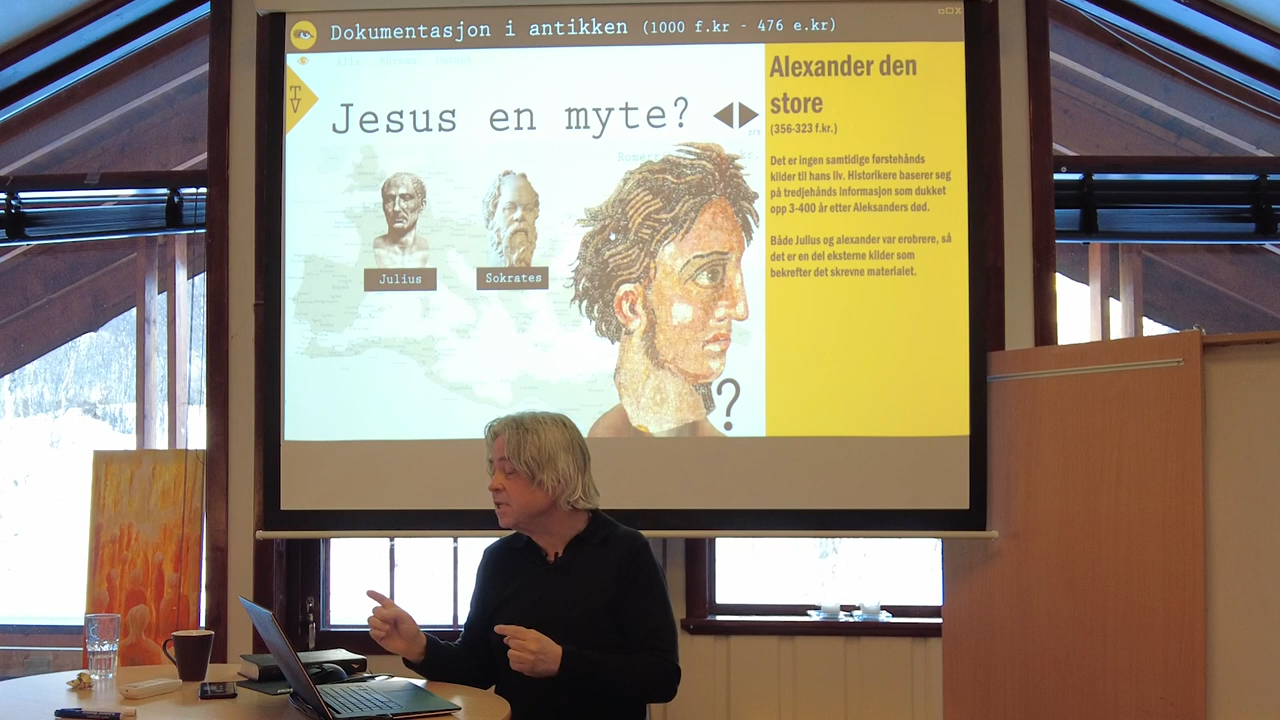 Dokumentasjon i antikken (1000 f.kr - 476 e.kr)
TV
Jesus en myte?
Julius
Sokrates
?
Alexander den
store
(356-323 f.kr.)
Det er ingen samtidige førstehånds
kilder til hans liv. Historikere baserer seg
på tredjehånds informasjon som dukket
opp 3-400 år etter Aleksanders død.
Både Julius og alexander var erobrere, så
det er en del eksterne kilder som
bekrefter det skrevne materialet.